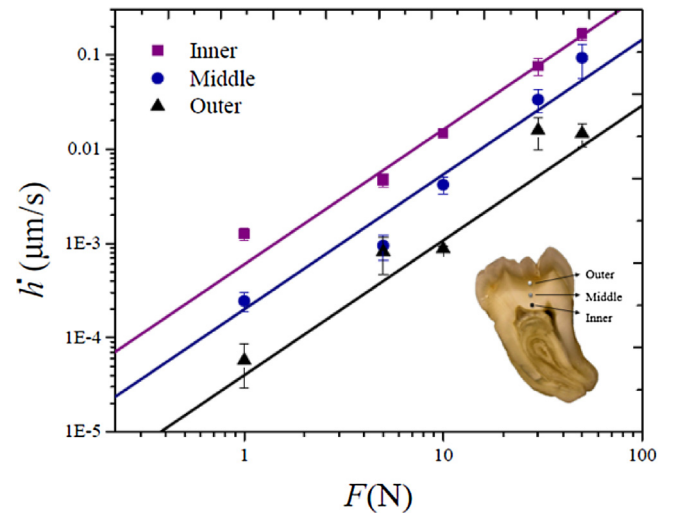 0.1
0.01
1E-3
1E-4
1E-5
ḣ (μm/s)
Inner
Middle
Outer
Outer
Middle
Inner
1
10
100
F(N)